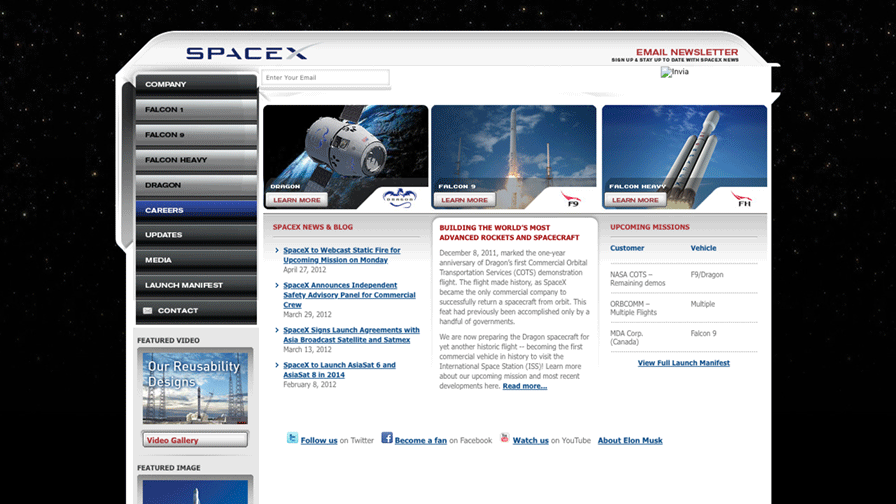 SPACEX
EMAIL NEWSLETTER
SIGN UP & STAY UP TO DATE WITH SPACEX NEWS
Enter Your Email
Invia
COMPANY
FALCON 1
FALCON 9
FALCON HEAVY
DRAGON
CAREERS
UPDATES
MEDIA
LAUNCH MANIFEST
CONTACT
FEATURED VIDEO
Our Reusability
Designs
Video Gallery
FEATURED IMAGE
DRAGON
LEARN MORE
DRAGON
FALCON 9
LEARN MORE
F9
FALCON HEAVY
LEARN MORE
FH
SPACEX NEWS & BLOG
SpaceX to Webcast Static Fire for
Upcoming Mission on Monday
April 27, 2012
SpaceX Announces Independent
Safety Advisory Panel for Commercial
Crew
March 29, 2012
SpaceX Signs Launch Agreements with
Asia Broadcast Satellite and Satmex
March 13, 2012
SpaceX to Launch AsiaSat 6 and
AsiaSat 8 in 2014
February 8, 2012
BUILDING THE WORLD'S MOST
ADVANCED ROCKETS AND SPACECRAFT
December 8, 2011, marked the one-year
anniversary of Dragon's first Commercial Orbital
Transportation Services (COTS) demonstration
flight. The flight made history, as SpaceX
became the only commercial company to
successfully return a spacecraft from orbit. This
feat had previously been accomplished only by a
handful of governments.
We are now preparing the Dragon spacecraft for
yet another historic flight -- becoming the first
commercial vehicle in history to visit the
International Space Station (ISS)! Learn more
about our upcoming mission and most recent
developments here. Read more...
UPCOMING MISSIONS
Customer Vehicle
NASA COTS – F9/Dragon
Remaining demos
ORBCOMM – Multiple
Multiple Flights
MDA Corp. Falcon 9
(Canada)
View Full Launch Manifest
Follow us on Twitter Become a fan on Facebook Watch us on YouTube About Elon Musk